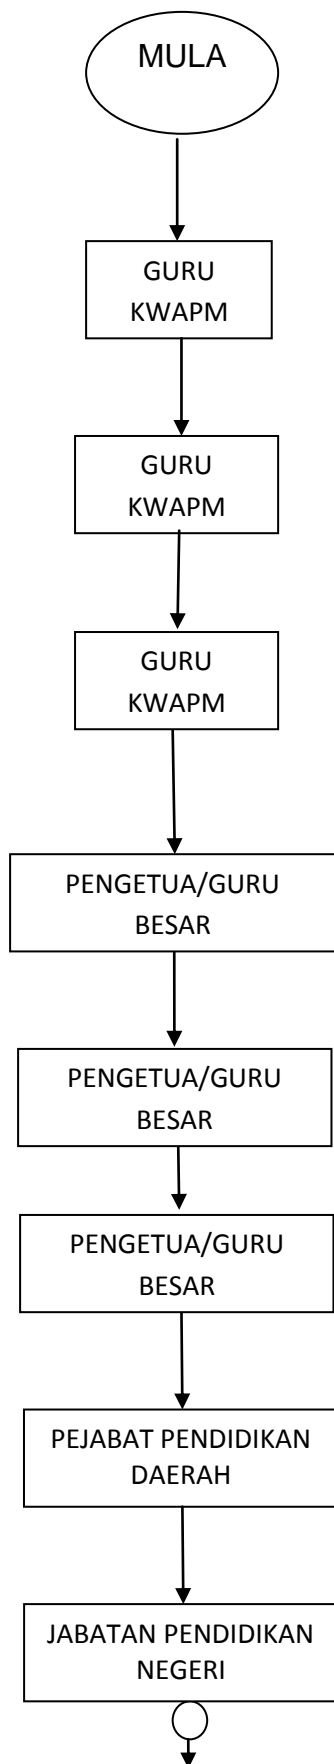 MULA
GURU
KWAPM
GURU
KWAPM
GURU
KWAPM
PENGETUA/GURU
BESAR
PENGETUA/GURU
BESAR
PENGETUA/GURU
BESAR
PEJABAT PENDIDIKAN
DAERAH
JABATAN PENDIDIKAN
NEGERI